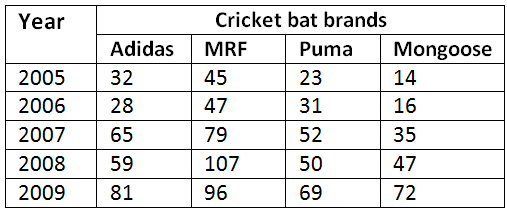 Year Cricket bat brands
Adidas MRF Puma Mongoose
2005 32 45 23 14
2006 28 47 31 16
2007 65 79 52 35
2008 59 107 50 47
2009 81 96 69 72